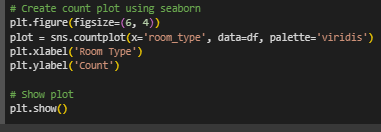 # Create count plot using seaborn
plt.figure(figsize=(6, 4))
plot = sns.countplot(x='room_type', data=df, palette='viridis')
plt.xlabel('Room Type')
plt.ylabel('Count')

# Show plot
plt.show()